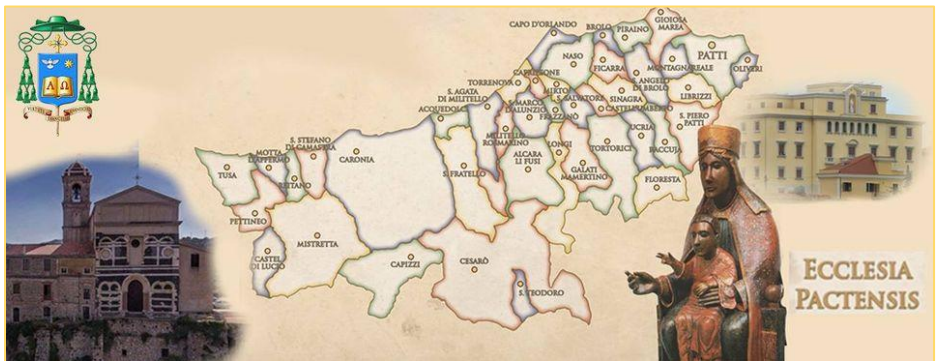 CAPO D'ORLANDO
BROLO
PIRAINO
GIOIOSA
MAREA
NASO
FICARRA
MONTAGNAREALE
PATTI
OLIVERI
TORRENOVA
CAPRI LEONE
MIRTO
S. ANGELO
DI BROLO
LIBRIZZI
S. AGATA
DI MILITELLO
ACQUEDOLCI
S. MARCO
D'ALUNZIO
S. SALVATORE
FRAZZANÒ
SINAGRA
CASTELL'UMBERTO
S. PIERO
PATTI
MILITELLO
ROSMARINO
LONGI
TORTORICI
UCRIA
RACCUJA
S. STEFANO
DI CAMASTRA
MOTTA
D'AFFERMO
TUSA
REITANO
CARONIA
S. FRATELLO
ALCARA
LI FUSI
GALATI
MAMERTINO
FLORESTA
PETTINEO
MISTRETTA
CASTEL
DI LUCIO
CAPIZZI
CESARÒ
S. TEODORO
ECCLESIA
PACTENSIS